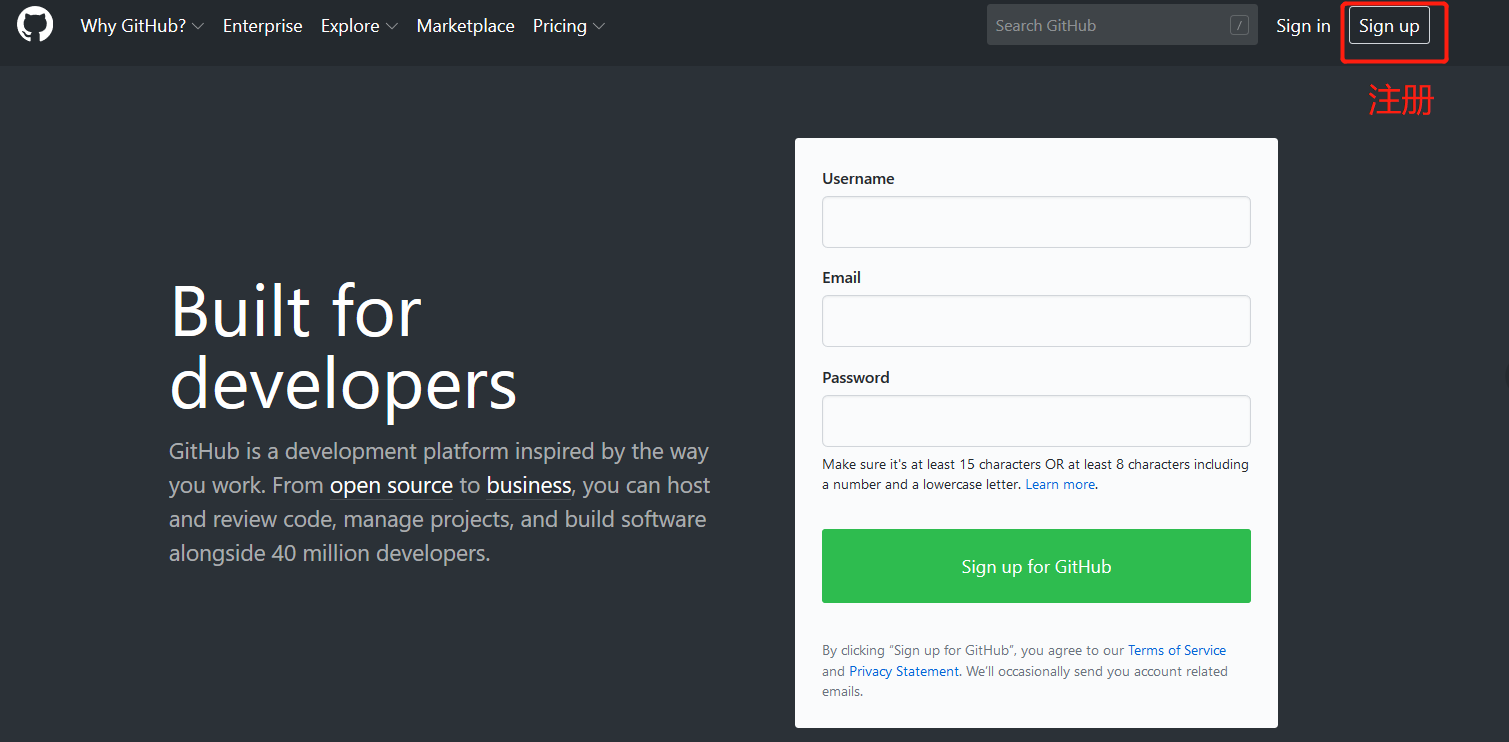 Why GitHub? Enterprise Explore Marketplace Pricing Search GitHub / Sign in Sign up
注册
Built for
developers
GitHub is a development platform inspired by the way
you work. From open source to business, you can host
and review code, manage projects, and build software
alongside 40 million developers.
Username
Email
Password
Make sure it's at least 15 characters OR at least 8 characters including
a number and a lowercase letter. Learn more.
Sign up for GitHub
By clicking “Sign up for GitHub”, you agree to our Terms of Service
and Privacy Statement. We’ll occasionally send you account related
emails.